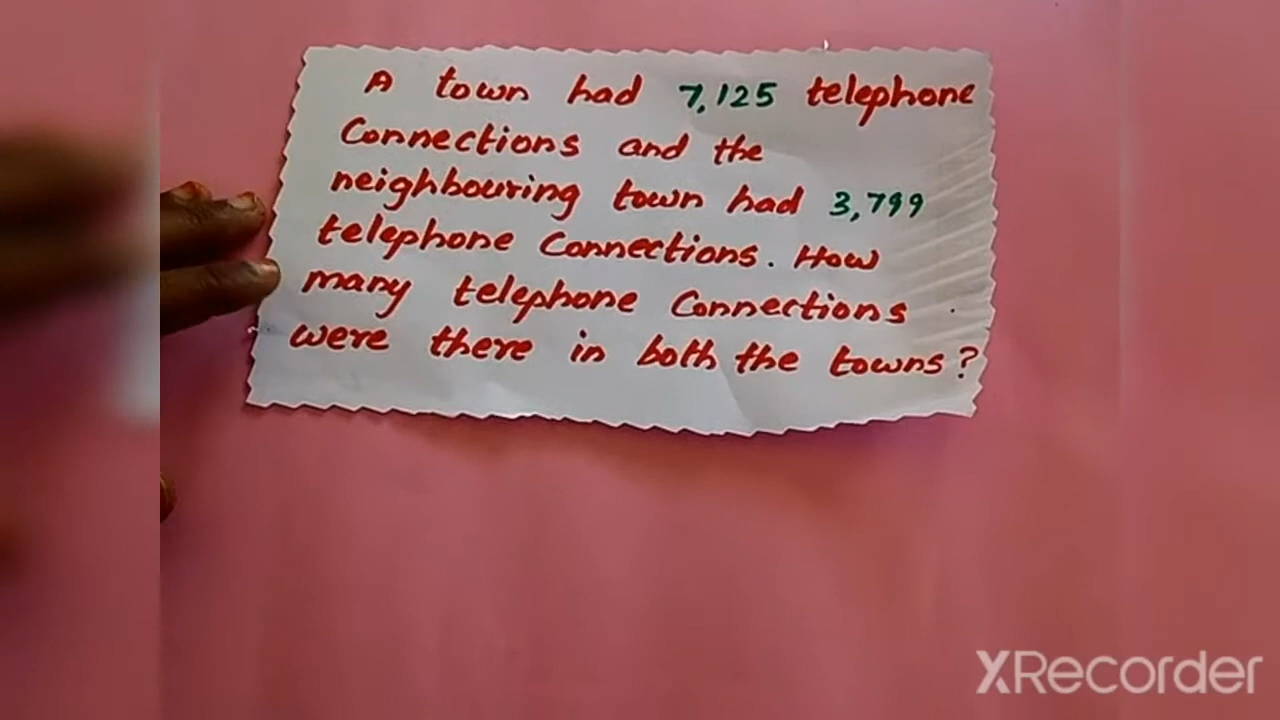 A town had 7,125 telephone
Connections and the
neighbouring town had 3,799
telephone Connections. How
many telephone Connections
were there in both the towns?
XRecorder